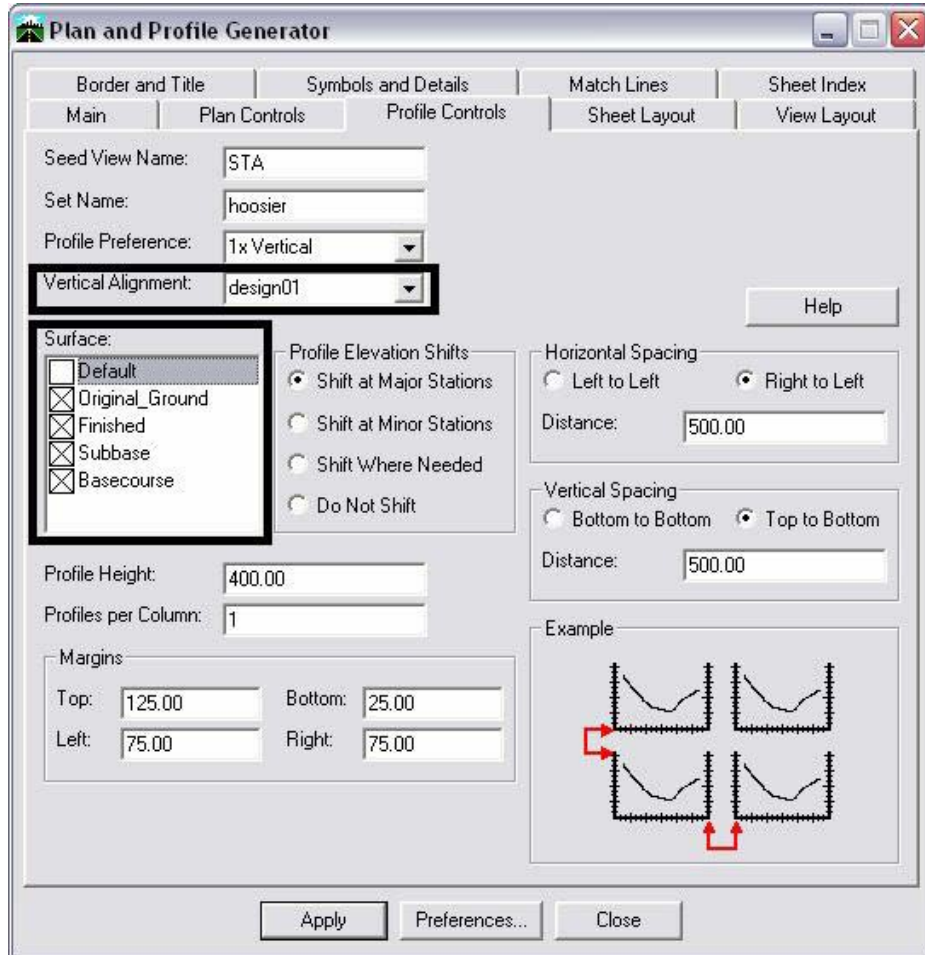 Plan and Profile Generator
Border and Title
Symbols and Details
Match Lines
Sheet Index
Main
Plan Controls
Profile Controls
Sheet Layout
View Layout
Seed View Name: STA
Set Name: hoosier
Profile Preference: 1x Vertical
Vertical Alignment: design01
Help
Surface:
Default
Original_Ground
Finished
Subbase
Basecourse
Profile Elevation Shifts
Shift at Major Stations
Shift at Minor Stations
Shift Where Needed
Do Not Shift
Horizontal Spacing
Left to Left Right to Left
Distance: 500.00
Vertical Spacing
Bottom to Bottom Top to Bottom
Distance: 500.00
Profile Height: 400.00
Profiles per Column: 1
Margins
Top: 125.00 Bottom: 25.00
Left: 75.00 Right: 75.00
Example
Apply
Preferences...
Close